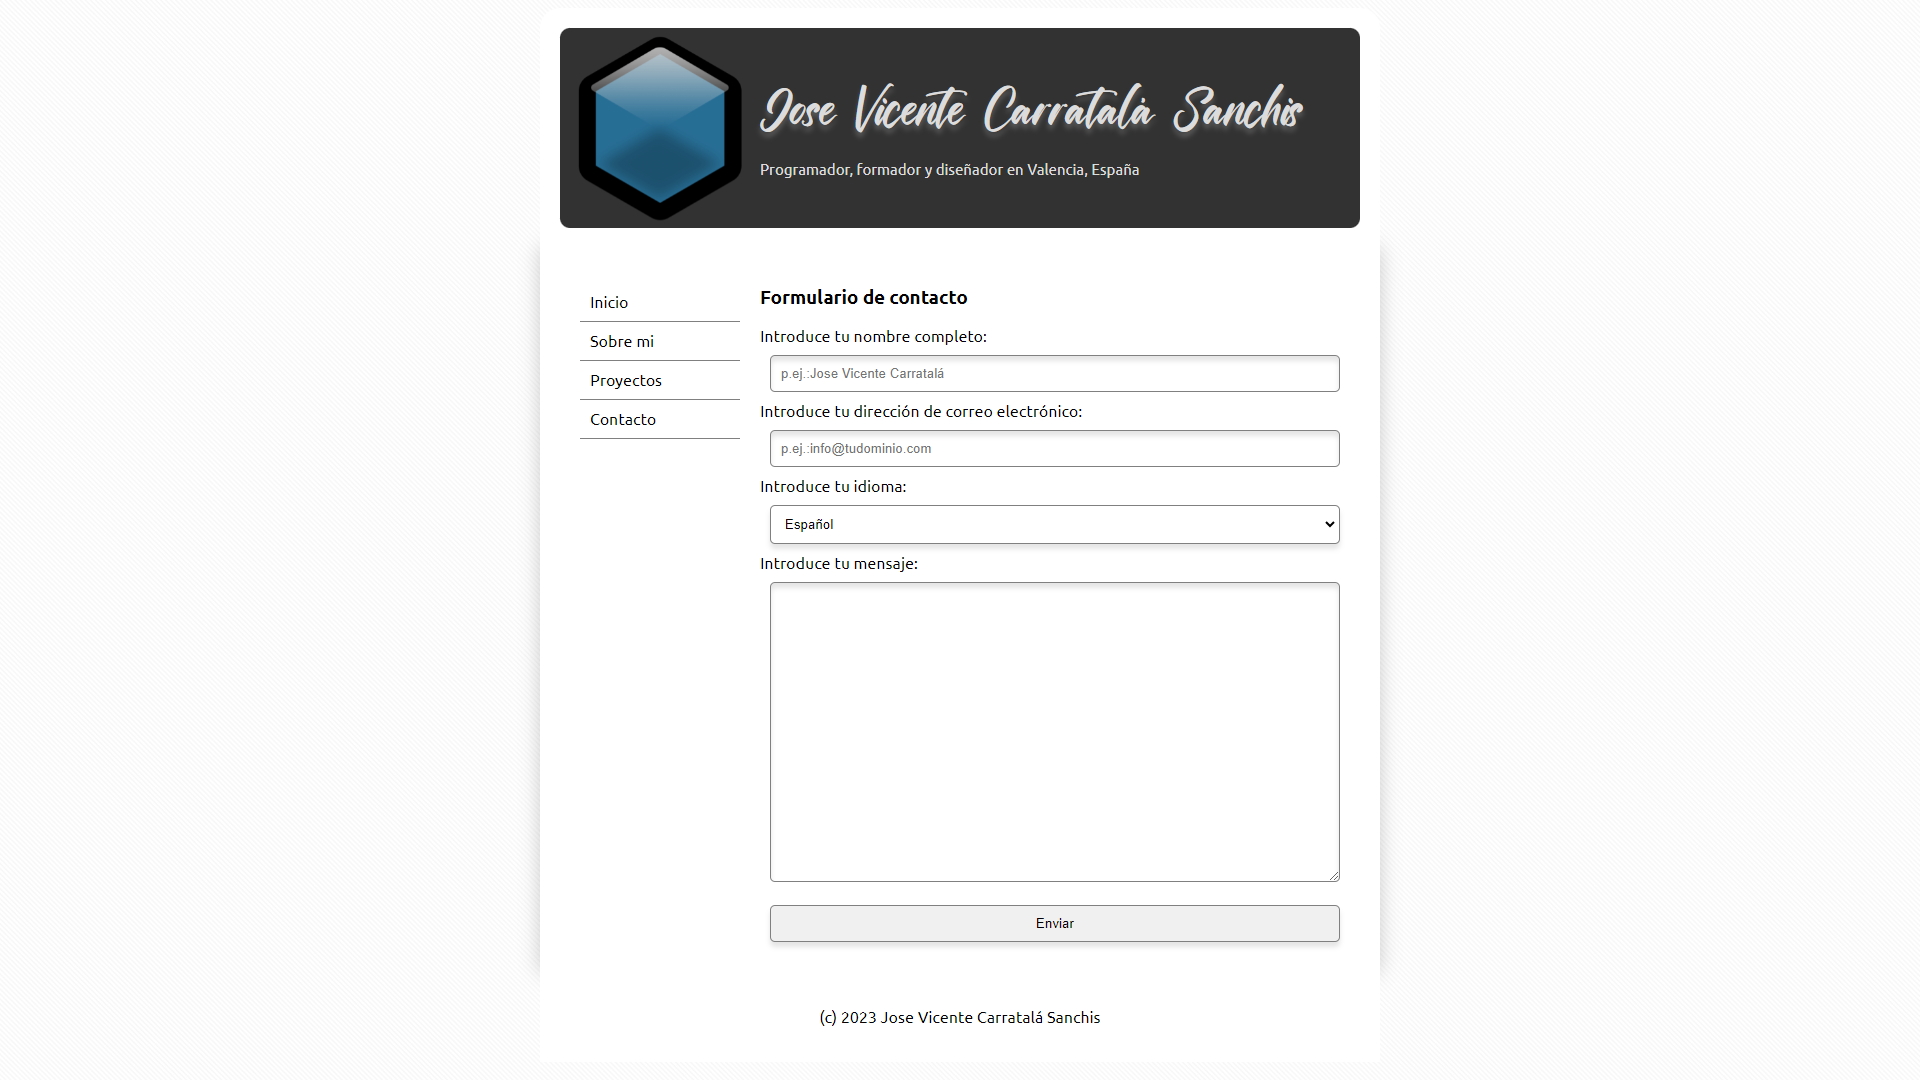 Jose Vicente Carratalá Sanchis
Programador, formador y diseñador en Valencia, España
Inicio
Sobre mi
Proyectos
Contacto
Formulario de contacto
Introduce tu nombre completo:
p.ej.:Jose Vicente Carratalá
Introduce tu dirección de correo electrónico:
p.ej.:info@tudominio.com
Introduce tu idioma:
Español
Introduce tu mensaje:
Enviar
(c) 2023 Jose Vicente Carratalá Sanchis